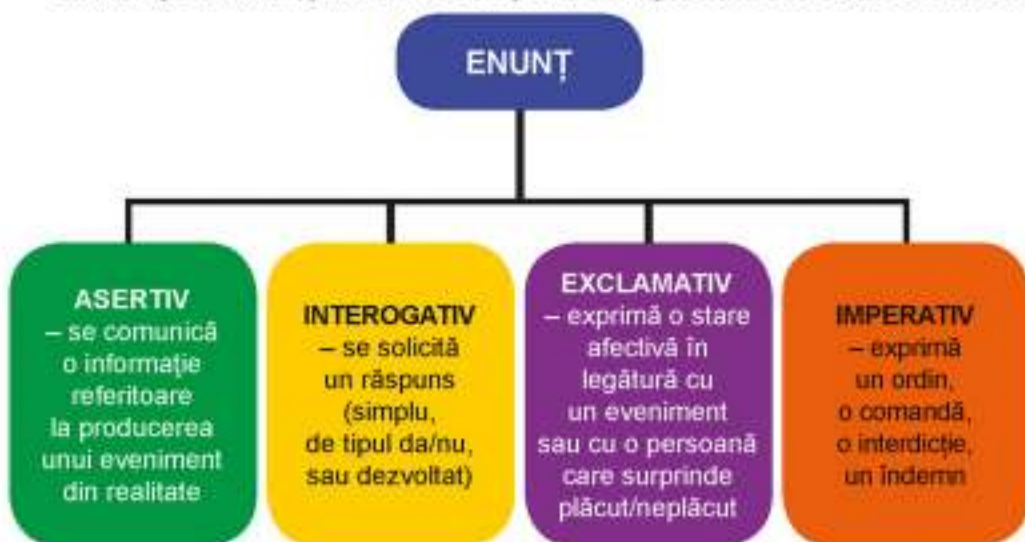 ENUNȚ
ASERTIV
– se comunică
o informație
referitoare
la producerea
unui eveniment
din realitate
INTEROGATIV
– se solicită
un răspuns
(simplu,
de tipul da/nu,
sau dezvoltat)
EXCLAMATIV
– exprimă o stare
afectivă în
legătură cu
un eveniment
sau cu o persoană
care surprinde
plăcut/neplăcut
IMPERATIV
– exprimă
un ordin,
o comandă,
o interdicție,
un îndemn